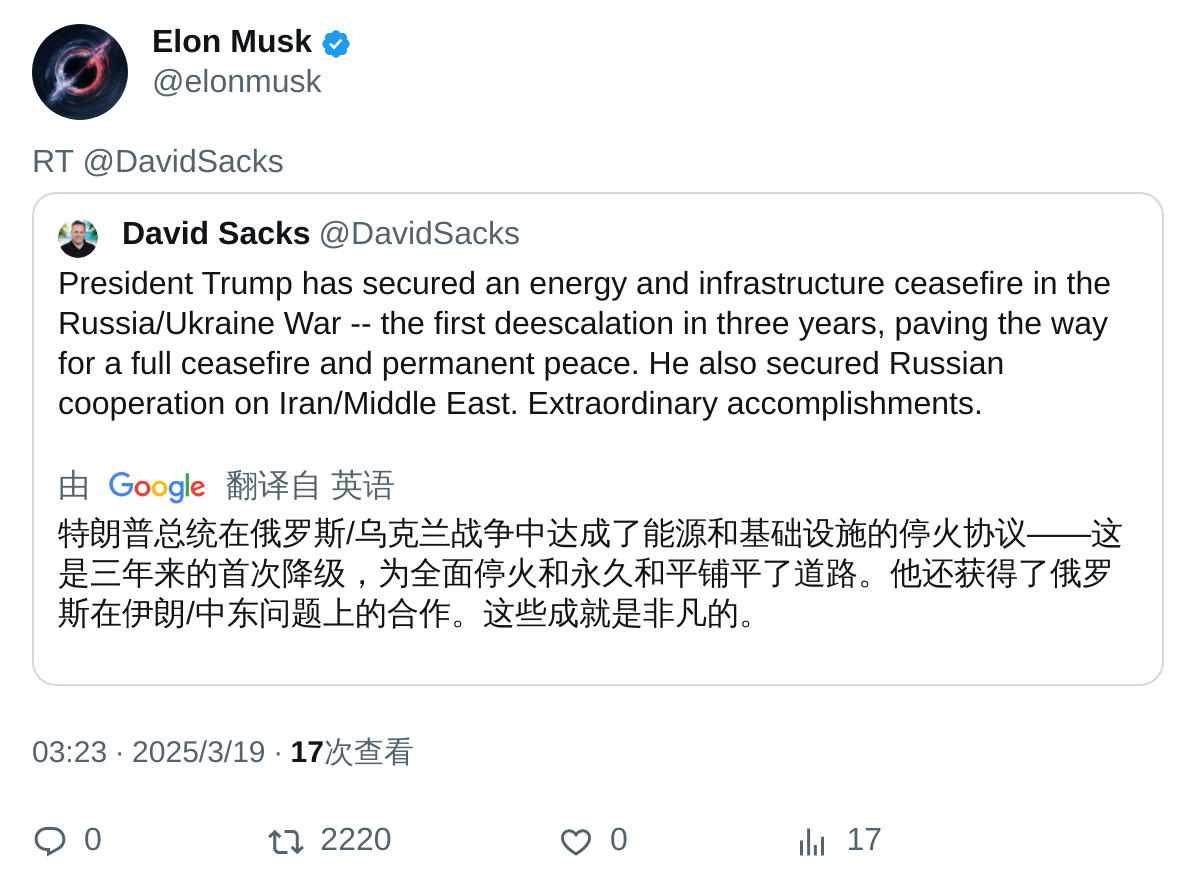 Elon Musk
@elonmusk
RT @DavidSacks
David Sacks @DavidSacks
President Trump has secured an energy and infrastructure ceasefire in the
Russia/Ukraine War -- the first deescalation in three years, paving the way
for a full ceasefire and permanent peace. He also secured Russian
cooperation on Iran/Middle East. Extraordinary accomplishments.
由 Google 翻译自 英语
特朗普总统在俄罗斯/乌克兰战争中达成了能源和基础设施的停火协议——这
是三年来的首次降级，为全面停火和永久和平铺平了道路。他还获得了俄罗
斯在伊朗/中东问题上的合作。这些成就是非凡的。
03:23 · 2025/3/19 · 17次查看
0 2220 0 17